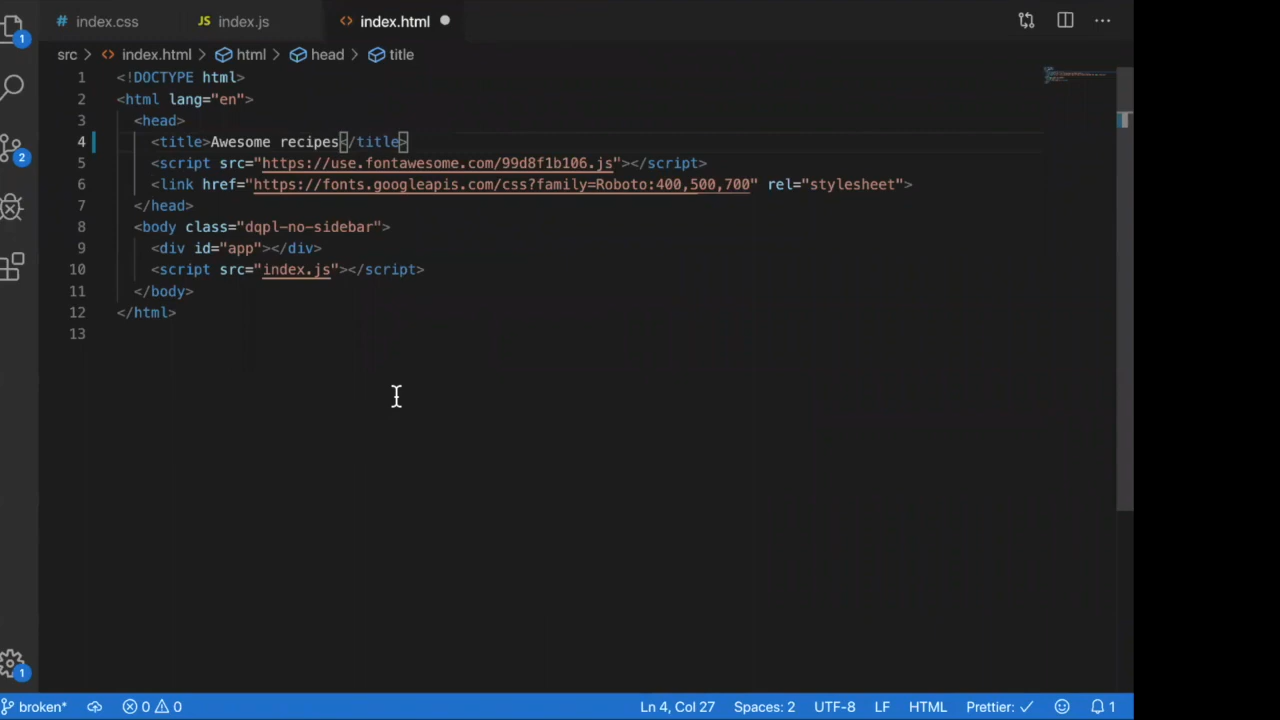 # index.css JS index.js <> index.html
src > <> index.html > html > head > title
1 <!DOCTYPE html>
2 <html lang="en">
3 <head>
4 <title>Awesome recipes</title>
5 <script src="https://use.fontawesome.com/99d8f1b106.js"></script>
6 <link href="https://fonts.googleapis.com/css?family=Roboto:400,500,700" rel="stylesheet">
7 </head>
8 <body class="dqpl-no-sidebar">
9 <div id="app"></div>
10 <script src="index.js"></script>
11 </body>
12 </html>
13
1
2
1
broken* 0 0 Ln 4, Col 27 Spaces: 2 UTF-8 LF HTML Prettier: ✓ 1